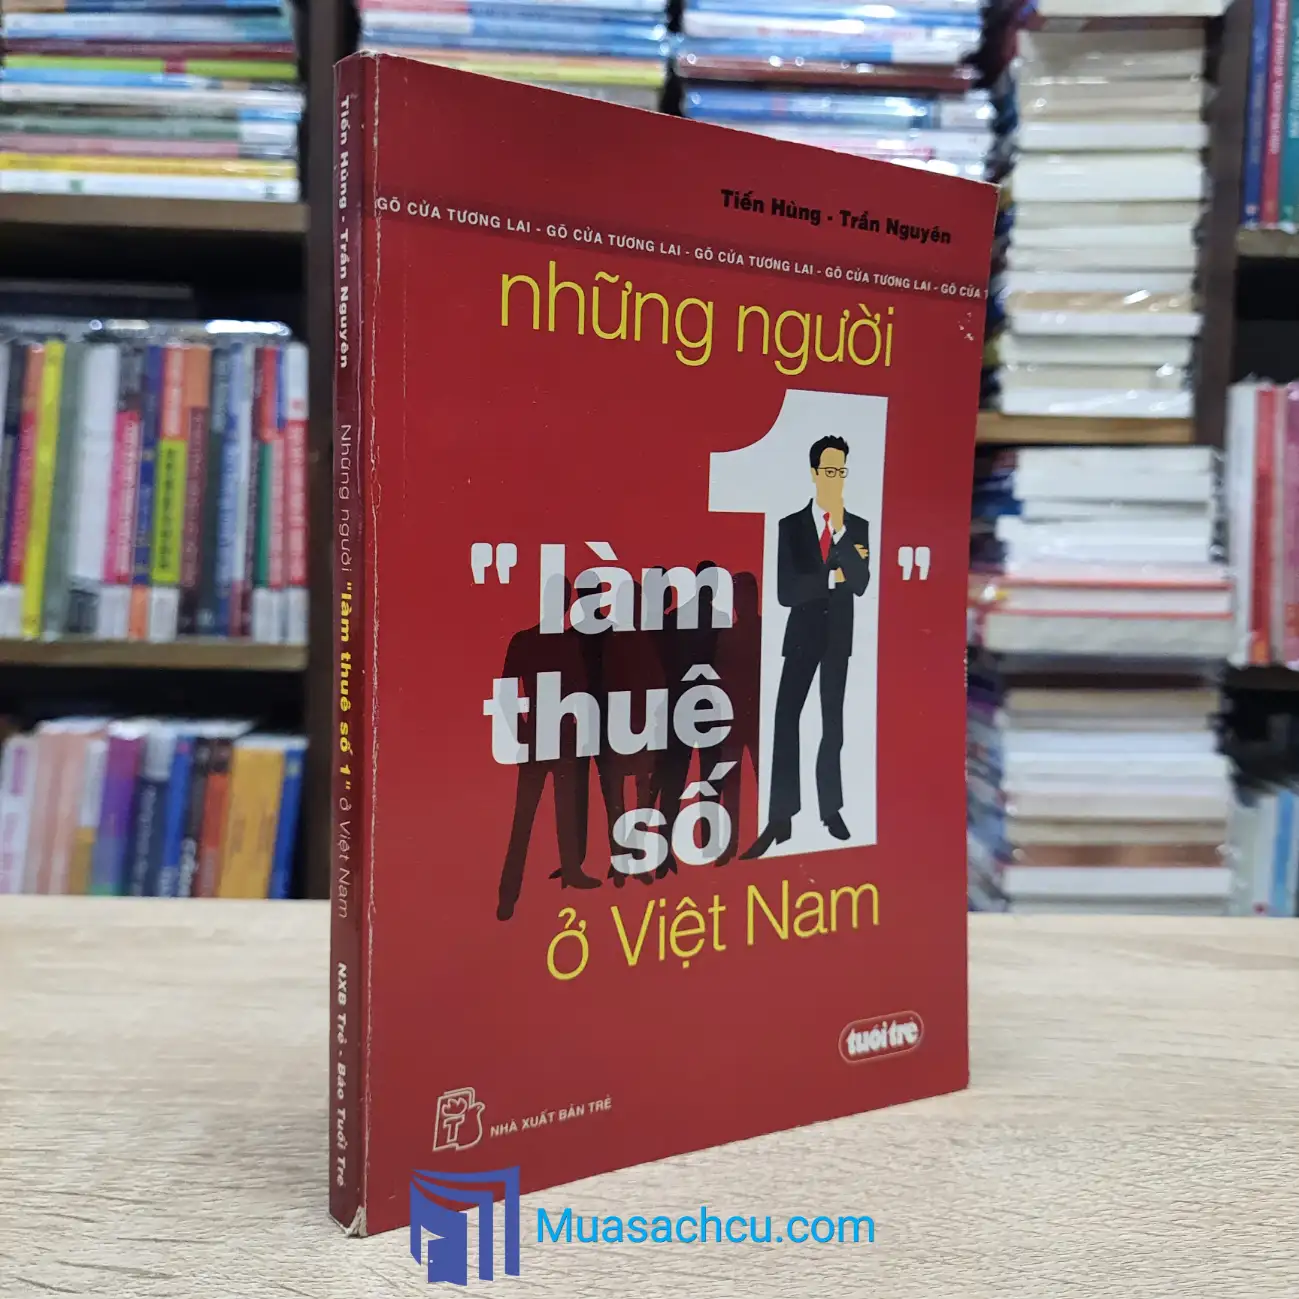 Tiến Hùng - Trần Nguyên
GÕ CỬA TƯƠNG LAI - GÕ CỬA TƯƠNG LAI - GÕ CỬA TƯƠNG LAI - GÕ CỬA TƯƠNG LAI - GÕ CỬA T
những người
"làm
thuê
số
1"
ở Việt Nam
tuổi trẻ
NHÀ XUẤT BẢN TRẺ
Tiến Hùng - Trần Nguyên Những người "làm thuê số 1" ở Việt Nam NXB Trẻ - Báo Tuổi Trẻ
Muasachcu.com